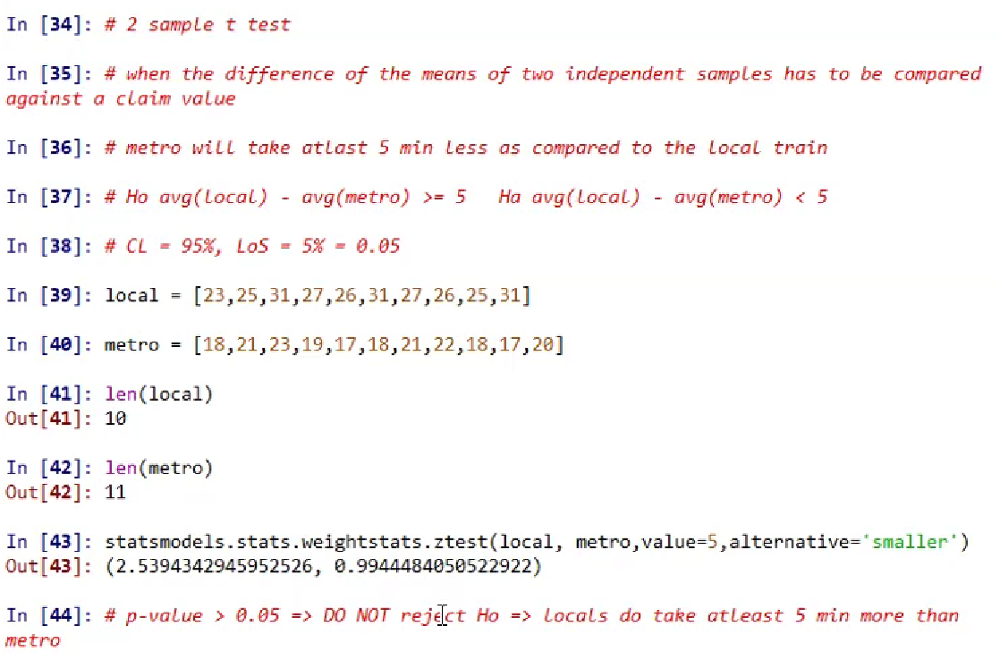 In [34]: # 2 sample t test
In [35]: # when the difference of the means of two independent samples has to be compared
against a claim value
In [36]: # metro will take atlast 5 min less as compared to the local train
In [37]: # Ho avg(local) - avg(metro) >= 5   Ha avg(local) - avg(metro) < 5
In [38]: # CL = 95%, LoS = 5% = 0.05
In [39]: local = [23,25,31,27,26,31,27,26,25,31]
In [40]: metro = [18,21,23,19,17,18,21,22,18,17,20]
In [41]: len(local)
Out[41]: 10
In [42]: len(metro)
Out[42]: 11
In [43]: statsmodels.stats.weightstats.ztest(local, metro,value=5,alternative='smaller')
Out[43]: (2.5394342945952526, 0.9944484050522922)
In [44]: # p-value > 0.05 => DO NOT reject Ho => locals do take atleast 5 min more than
metro